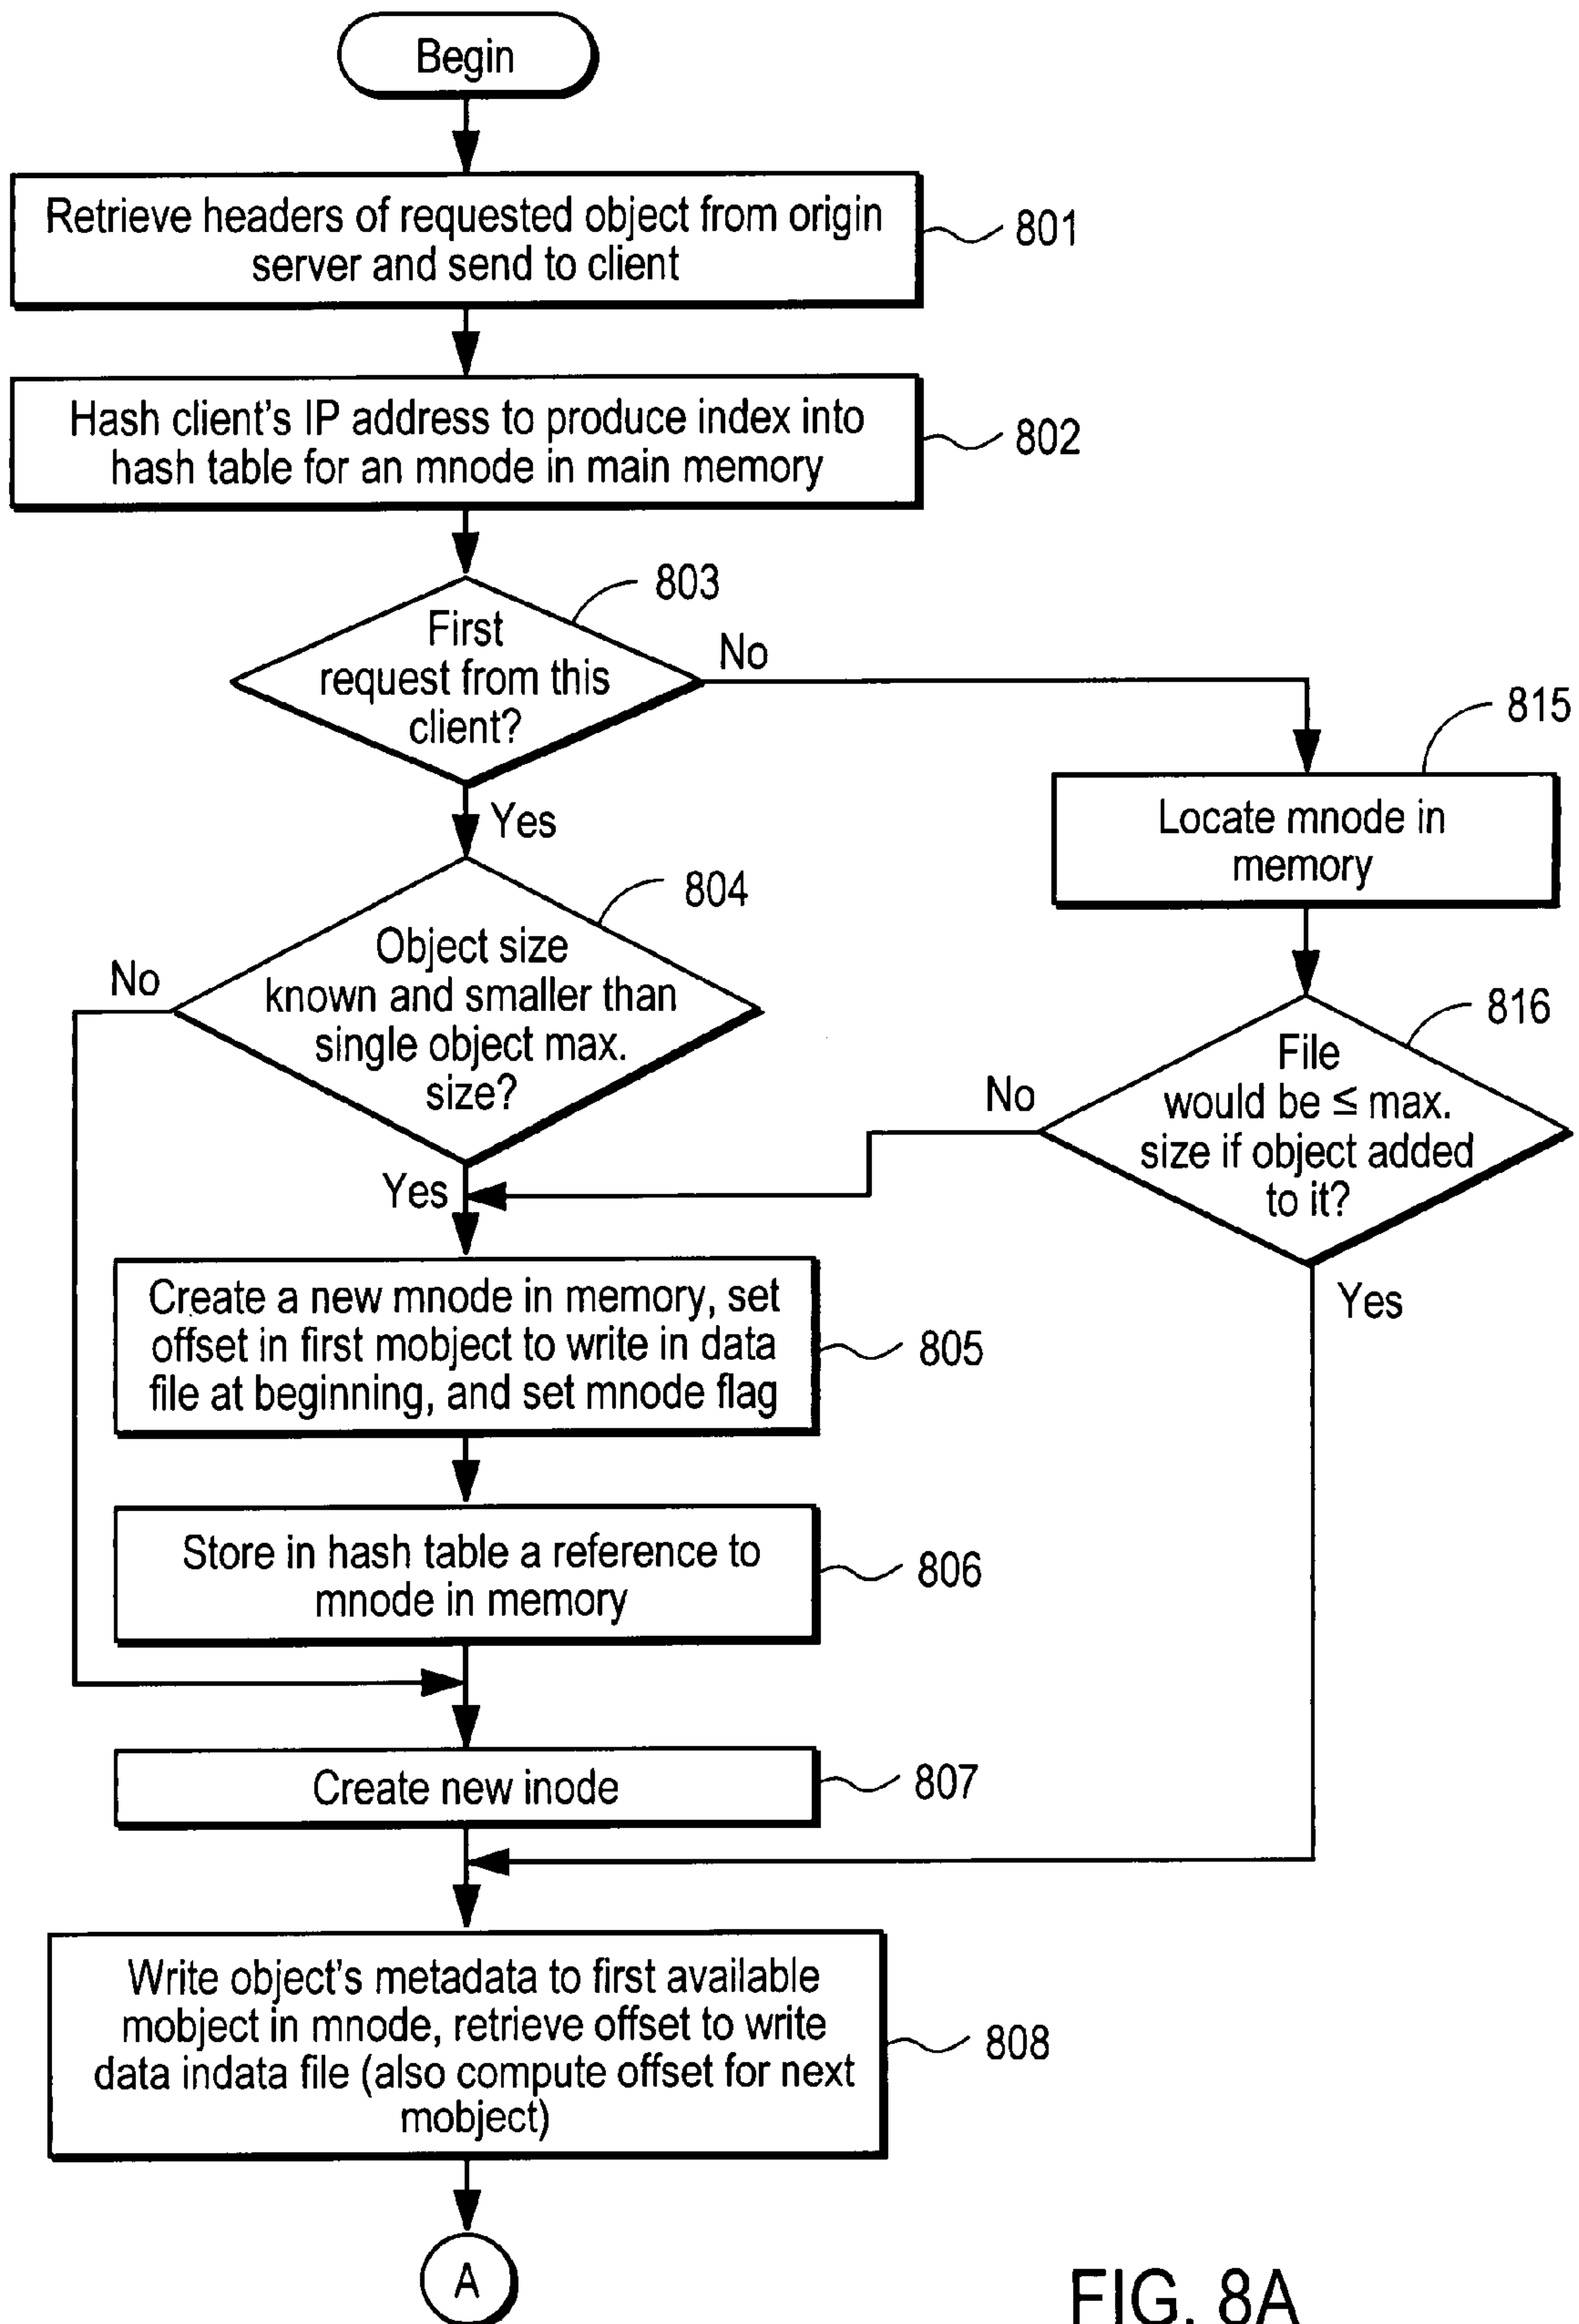 Begin
Retrieve headers of requested object from origin
server and send to client
801
Hash client's IP address to produce index into
hash table for an mnode in main memory
802
803
First
request from this
client?
No
Yes
815
Locate mnode in
memory
804
Object size
known and smaller than
single object max.
size?
No
Yes
816
File
would be ≤ max.
size if object added
to it?
No
Yes
Create a new mnode in memory, set
offset in first mobject to write in data
file at beginning, and set mnode flag
805
Store in hash table a reference to
mnode in memory
806
Create new inode
807
Write object's metadata to first available
mobject in mnode, retrieve offset to write
data indata file (also compute offset for next
mobject)
808
A
FIG. 8A